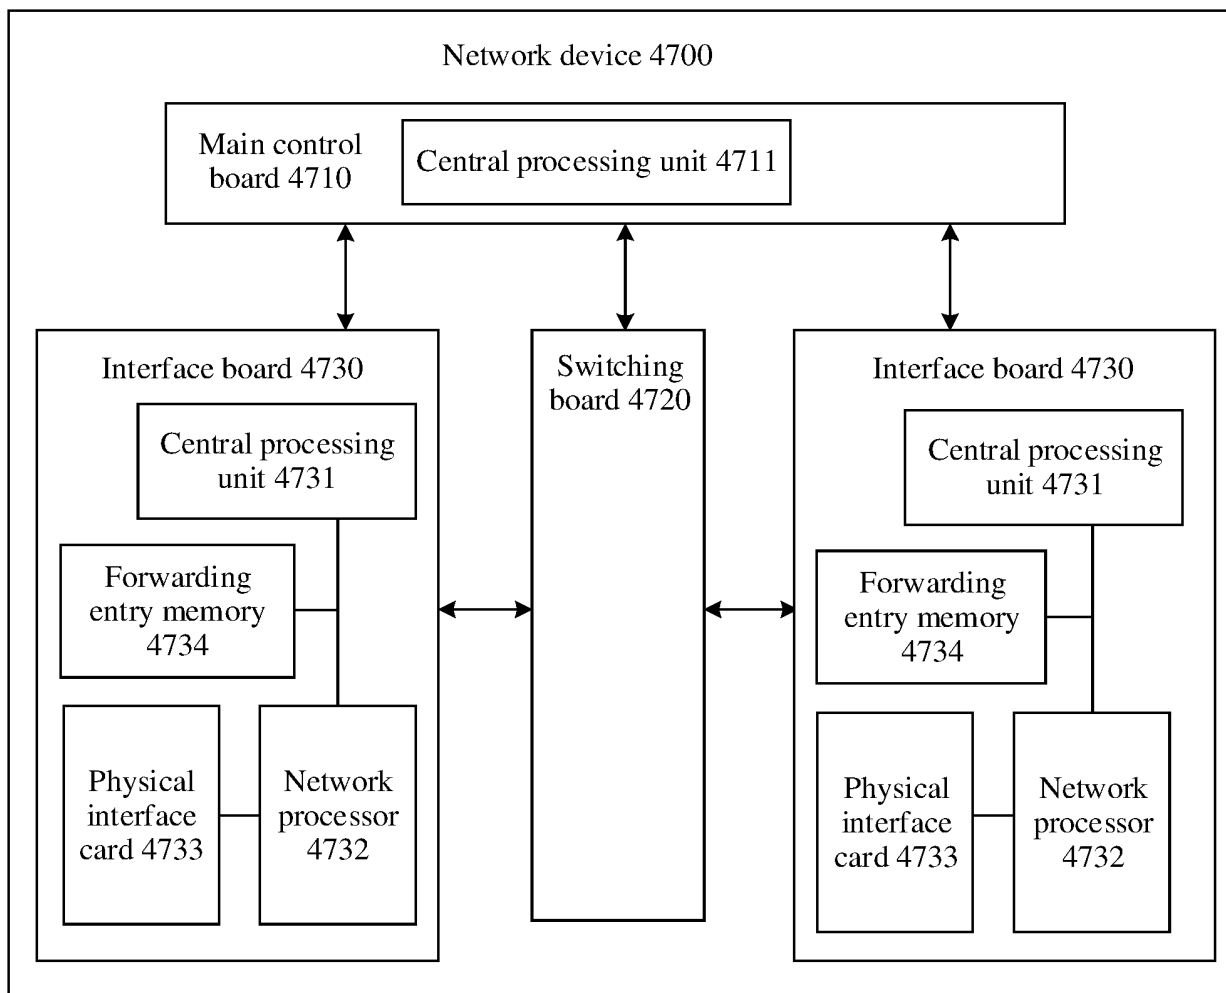 Network device 4700
Main control
board 4710
Central processing unit 4711
Interface board 4730
Central processing
unit 4731
Forwarding
entry memory
4734
Physical
interface
card 4733
Network
processor
4732
Switching
board 4720
Interface board 4730
Central processing
unit 4731
Forwarding
entry memory
4734
Physical
interface
card 4733
Network
processor
4732